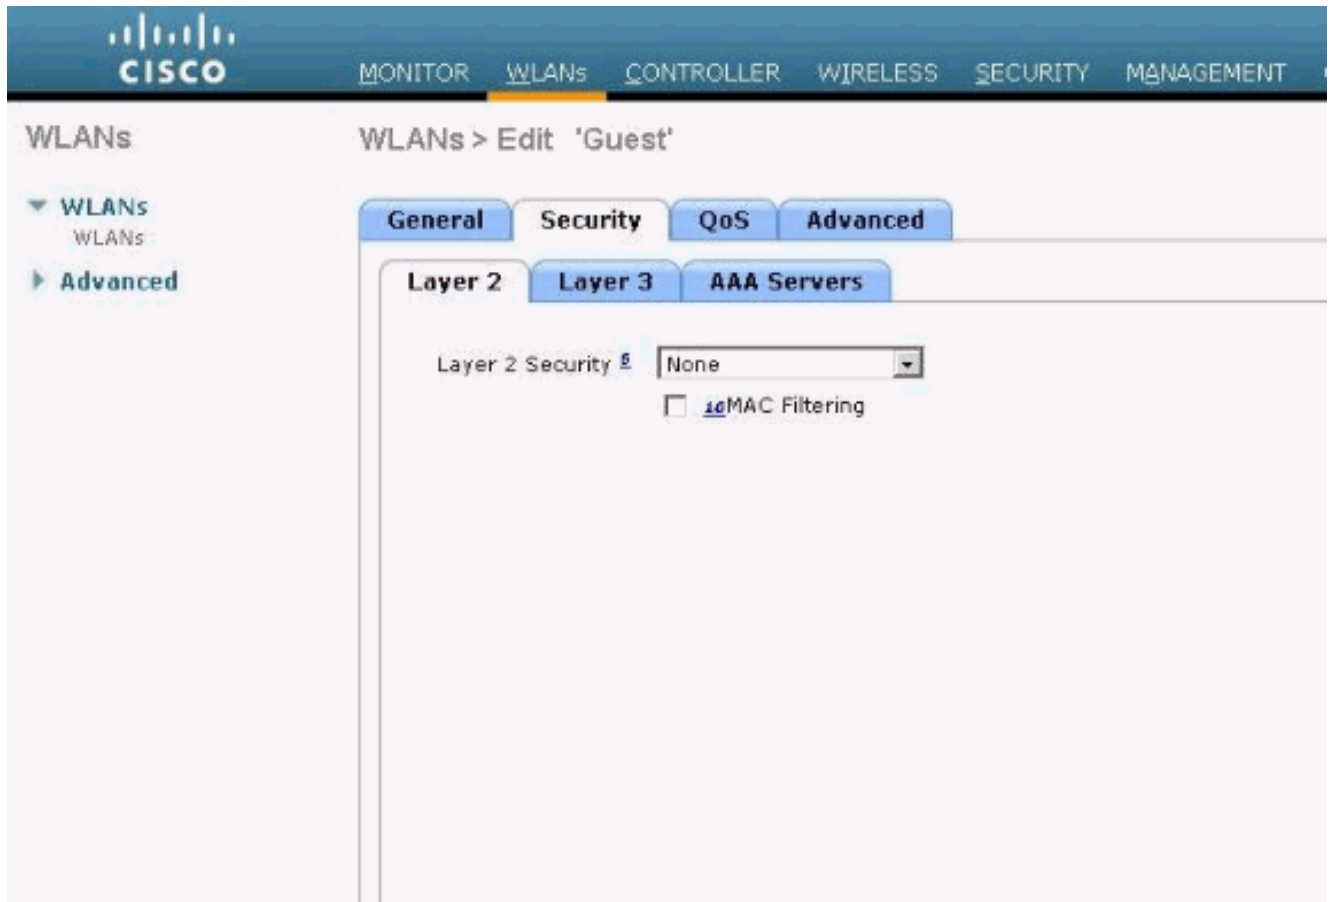 CISCO
MONITOR WLANs CONTROLLER WIRELESS SECURITY MANAGEMENT
WLANs
WLANs > Edit 'Guest'
WLANs
WLANs
Advanced
General Security QoS Advanced
Layer 2 Layer 3 AAA Servers
Layer 2 Security None
MAC Filtering